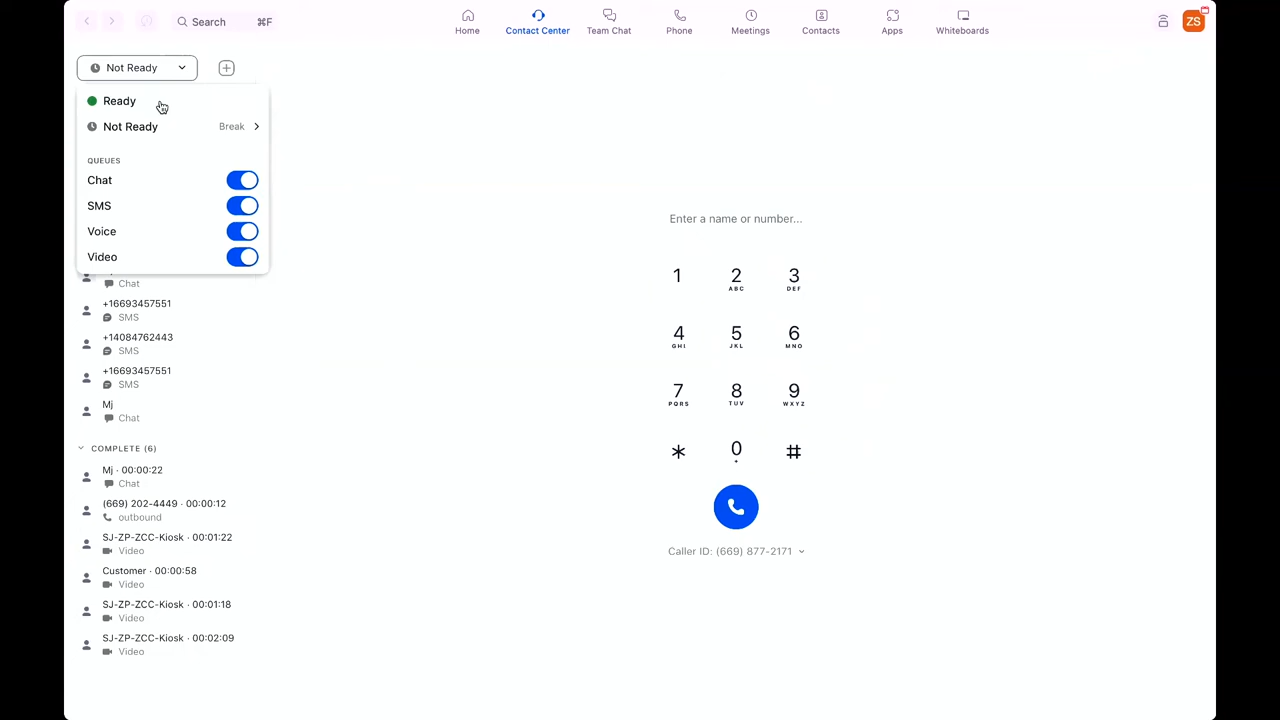 Search ⌘F
Home
Contact Center
Team Chat
Phone
Meetings
Contacts
Apps
Whiteboards
ZS
Not Ready
Ready
Not Ready Break
QUEUES
Chat
SMS
Voice
Video
Chat
+16693457551
SMS
+14084762443
SMS
+16693457551
SMS
Mj
Chat
COMPLETE (6)
Mj · 00:00:22
Chat
(669) 202-4449 · 00:00:12
outbound
SJ-ZP-ZCC-Kiosk · 00:01:22
Video
Customer · 00:00:58
Video
SJ-ZP-ZCC-Kiosk · 00:01:18
Video
SJ-ZP-ZCC-Kiosk · 00:02:09
Video
Enter a name or number...
1 2 3
ABC DEF
4 5 6
GHI JKL MNO
7 8 9
PQRS TUV WXYZ
* 0 #
+
Caller ID: (669) 877-2171